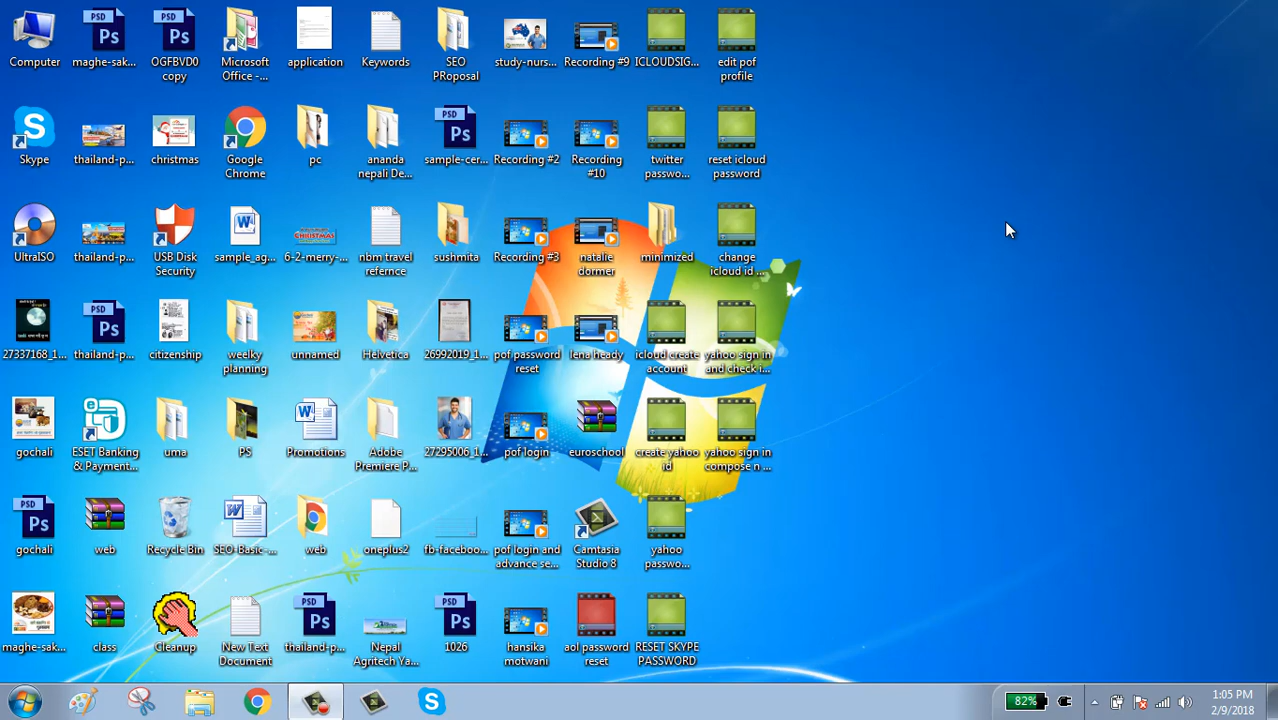 Computer
PSD
Ps
maghe-sak...
PSD
Ps
OGFBVD0
copy
Microsoft
Office -...
application
Keywords
SEO
PRoposal
study-nurs...
Recording #9
ICLOUDSIG...
edit pof
profile
Skype
thailand-p...
christmas
Google
Chrome
pc
ananda
nepali De...
PSD
Ps
sample-cer...
Recording #2
Recording
#10
twitter
passwo...
reset icloud
password
UltraISO
thailand-p...
USB Disk
Security
sample_ag...
6-2-merry-...
nbm travel
refernce
sushmita
Recording #3
natalie
dormer
minimized
change
icloud id ...
27337168_1...
PSD
Ps
thailand-p...
citizenship
weelky
planning
unnamed
Helvetica
26992019_1...
pof password
reset
lena heady
icloud create
account
yahoo sign in
and check i...
gochali
ESET Banking
& Payment...
uma
PS
Promotions
Adobe
Premiere P...
27295006_1...
pof login
euroschool
create yahoo
id
yahoo sign in
compose n ...
PSD
Ps
gochali
web
Recycle Bin
SEO-Basic-...
web
oneplus2
fb-faceboo...
pof login and
advance se...
Camtasia
Studio 8
yahoo
passwo...
maghe-sak...
class
Cleanup
New Text
Document
PSD
Ps
thailand-p...
Nepal
Agritech Ya...
PSD
Ps
1026
hansika
motwani
aol password
reset
RESET SKYPE
PASSWORD
82%
1:05 PM
2/9/2018